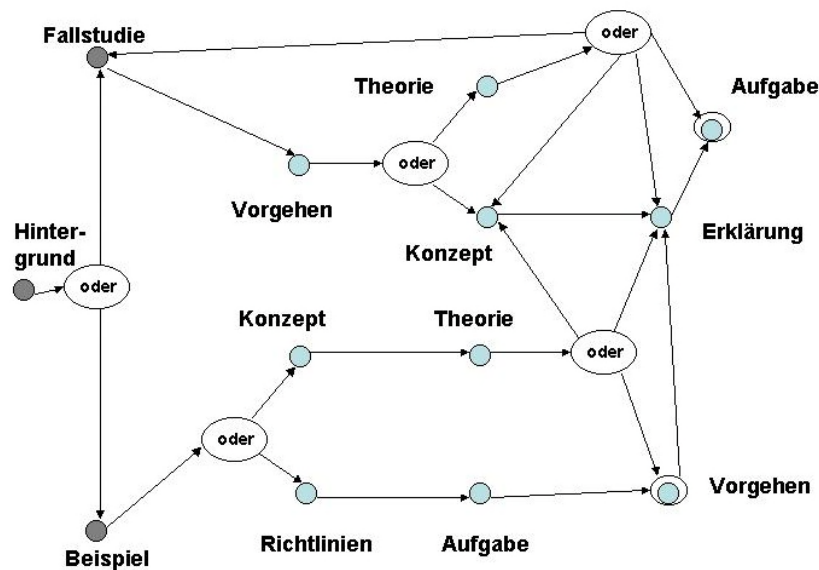 oder
Fallstudie
Theorie
Aufgabe
oder
Vorgehen
Hinter-
grund
Konzept
Erklärung
oder
Konzept
Theorie
oder
oder
Vorgehen
Richtlinien
Aufgabe
Beispiel